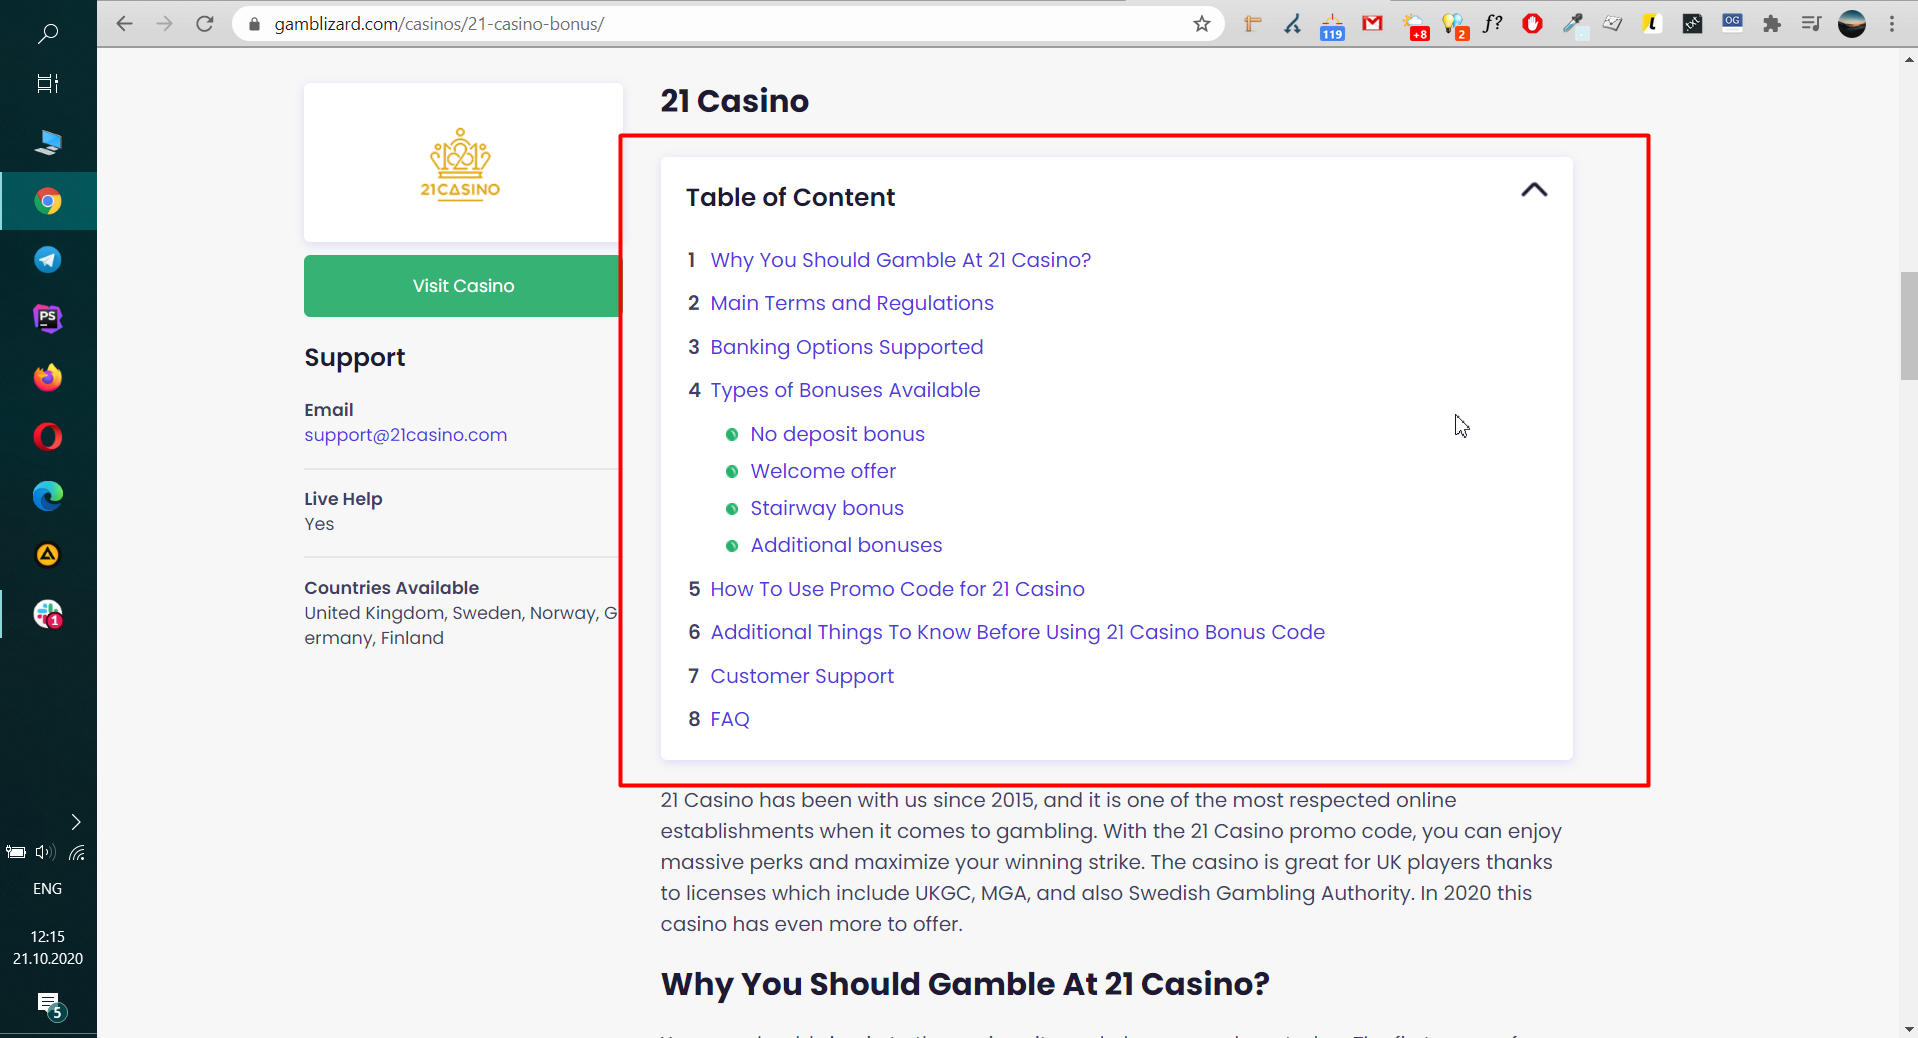 gamblizard.com/casinos/21-casino-bonus/
119
+8
2
f?
OG
21CASINO
Visit Casino
Support
Email
support@21casino.com
Live Help
Yes
Countries Available
United Kingdom, Sweden, Norway, G
ermany, Finland
21 Casino
Table of Content
1 Why You Should Gamble At 21 Casino?
2 Main Terms and Regulations
3 Banking Options Supported
4 Types of Bonuses Available
No deposit bonus
Welcome offer
Stairway bonus
Additional bonuses
5 How To Use Promo Code for 21 Casino
6 Additional Things To Know Before Using 21 Casino Bonus Code
7 Customer Support
8 FAQ
21 Casino has been with us since 2015, and it is one of the most respected online
establishments when it comes to gambling. With the 21 Casino promo code, you can enjoy
massive perks and maximize your winning strike. The casino is great for UK players thanks
to licenses which include UKGC, MGA, and also Swedish Gambling Authority. In 2020 this
casino has even more to offer.
Why You Should Gamble At 21 Casino?
PS
1
ENG
12:15
21.10.2020
5